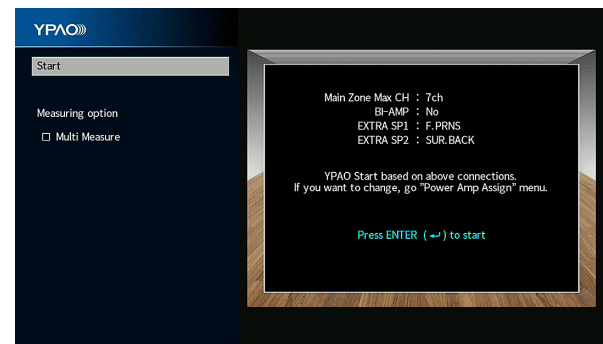 YPAO
Start
Measuring option
Multi Measure
Main Zone Max CH : 7ch
BI-AMP : No
EXTRA SP1 : F.PRNS
EXTRA SP2 : SUR.BACK
YPAO Start based on above connections.
If you want to change, go "Power Amp Assign" menu.
Press ENTER (↵) to start